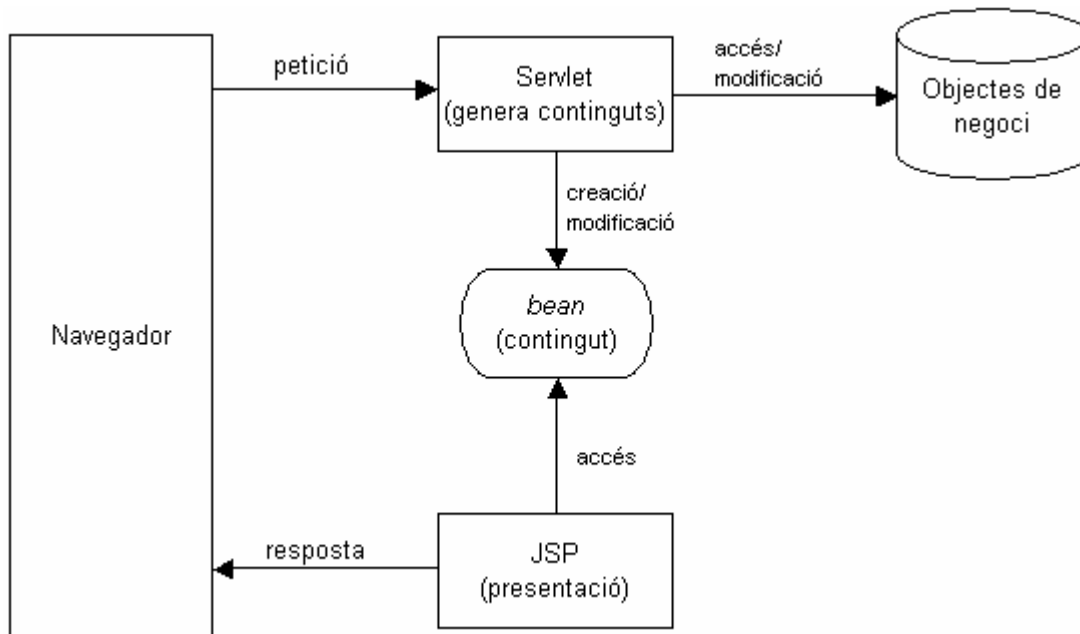 petició
Servlet
(genera continguts)
accés/
modificació
Objectes de
negoci
creació/
modificació
Navegador
bean
(contingut)
accés
resposta
JSP
(presentació)